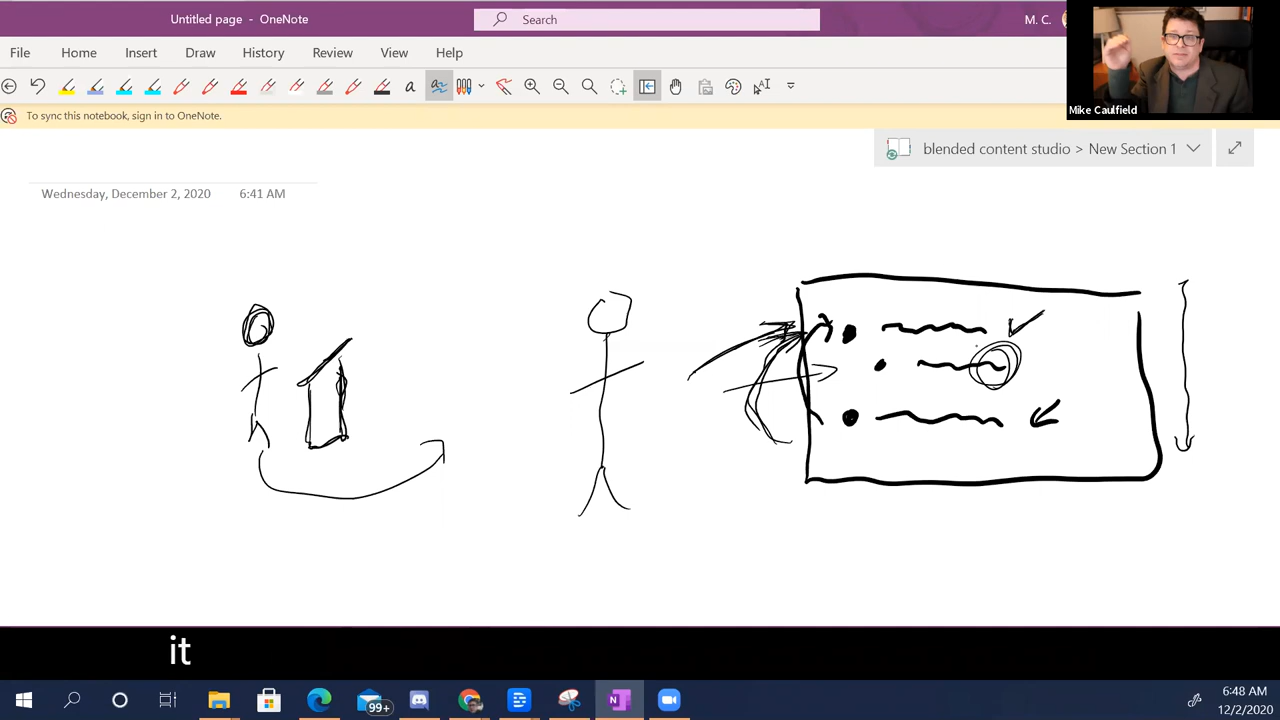 Untitled page - OneNote
Search
M. C.
File Home Insert Draw History Review View Help
a
To sync this notebook, sign in to OneNote.
Mike Caulfield
blended content studio > New Section 1
Wednesday, December 2, 2020 6:41 AM
it
99+
N
6:48 AM
12/2/2020